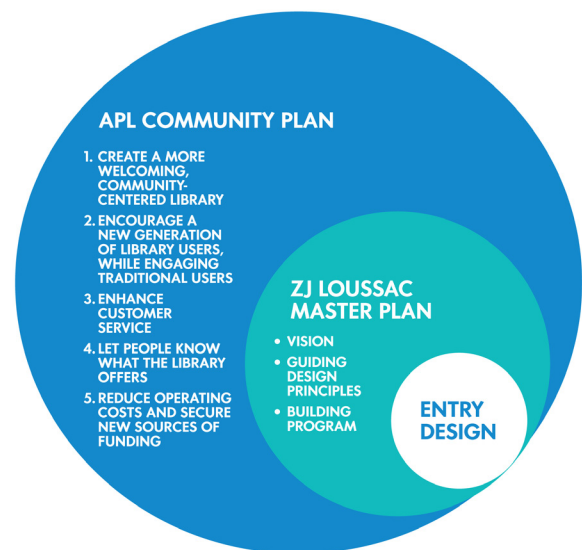 APL COMMUNITY PLAN
1. CREATE A MORE
WELCOMING,
COMMUNITY-
CENTERED LIBRARY
2. ENCOURAGE A
NEW GENERATION
OF LIBRARY USERS,
WHILE ENGAGING
TRADITIONAL USERS
3. ENHANCE
CUSTOMER
SERVICE
4. LET PEOPLE KNOW
WHAT THE LIBRARY
OFFERS
5. REDUCE OPERATING
COSTS AND SECURE
NEW SOURCES OF
FUNDING
ZJ LOUSSAC
MASTER PLAN
• VISION
• GUIDING
DESIGN
PRINCIPLES
• BUILDING
PROGRAM
ENTRY
DESIGN